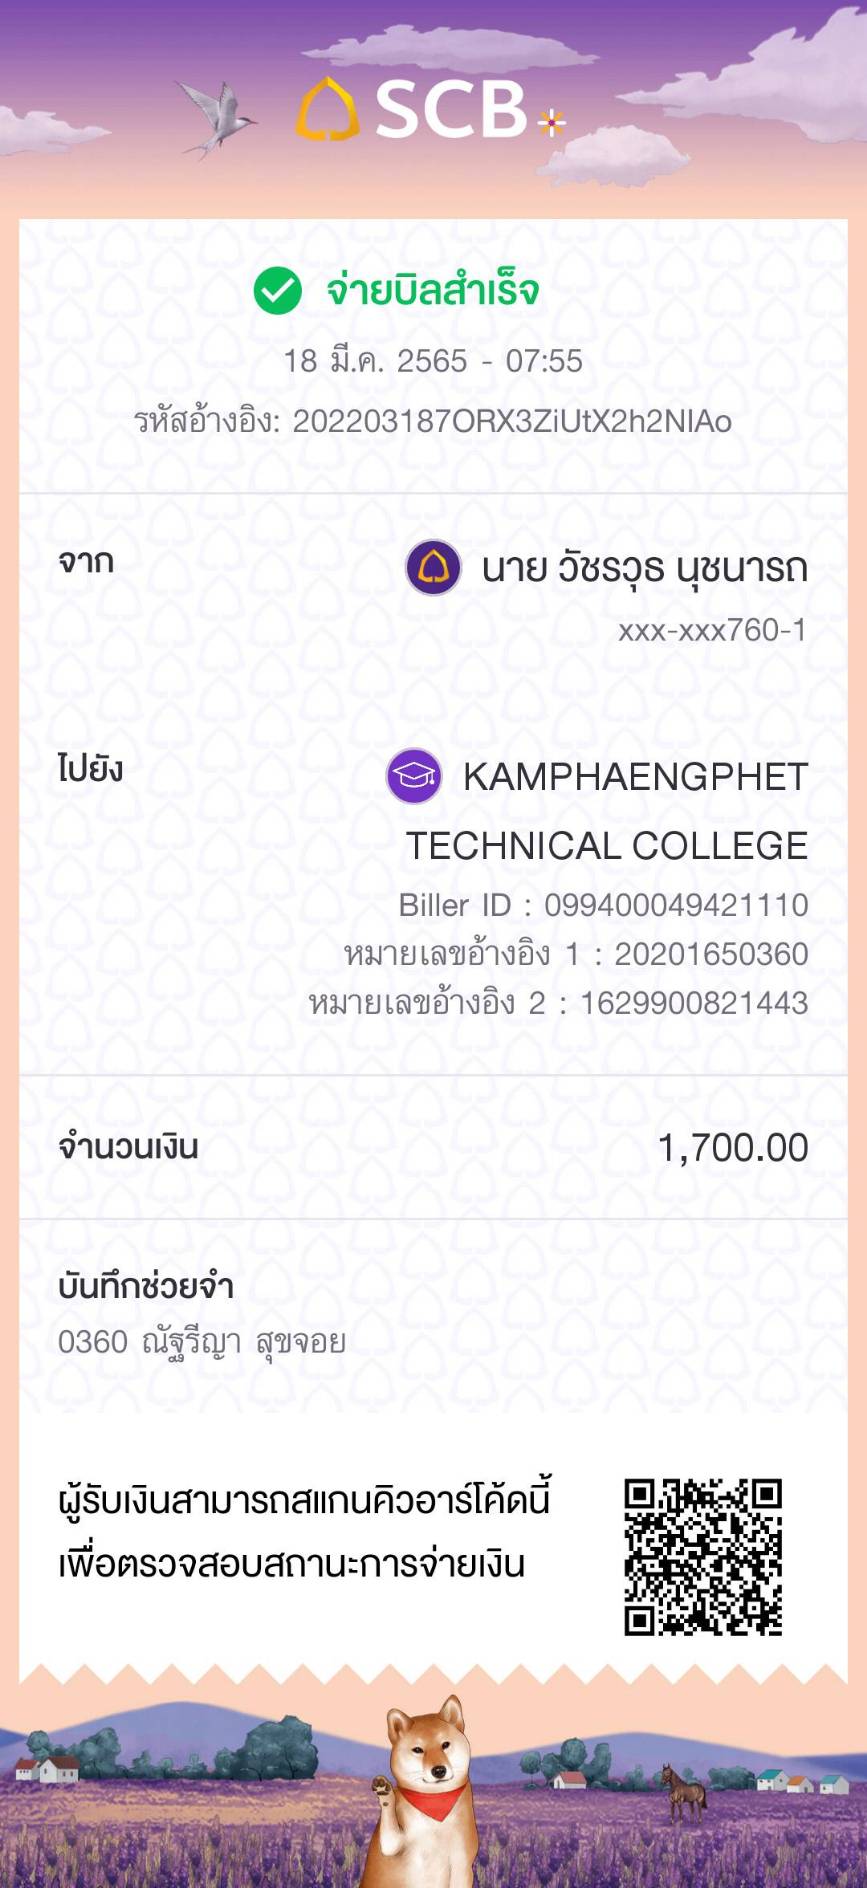 SCB
จ่ายบิลสำเร็จ
18 มี.ค. 2565 - 07:55
รหัสอ้างอิง: 202203187ORX3ZiUtX2h2NIAo
จาก
นาย วัชรวุธ นุชนารถ
xxx-xxx760-1
ไปยัง
KAMPHAENGPHET
TECHNICAL COLLEGE
Biller ID : 099400049421110
หมายเลขอ้างอิง 1 : 20201650360
หมายเลขอ้างอิง 2 : 1629900821443
จำนวนเงิน
1,700.00
บันทึกช่วยจำ
0360 ณัฐรีญา สุขจอย
ผู้รับเงินสามารถสแกนคิวอาร์โค้ดนี้
เพื่อตรวจสอบสถานะการจ่ายเงิน